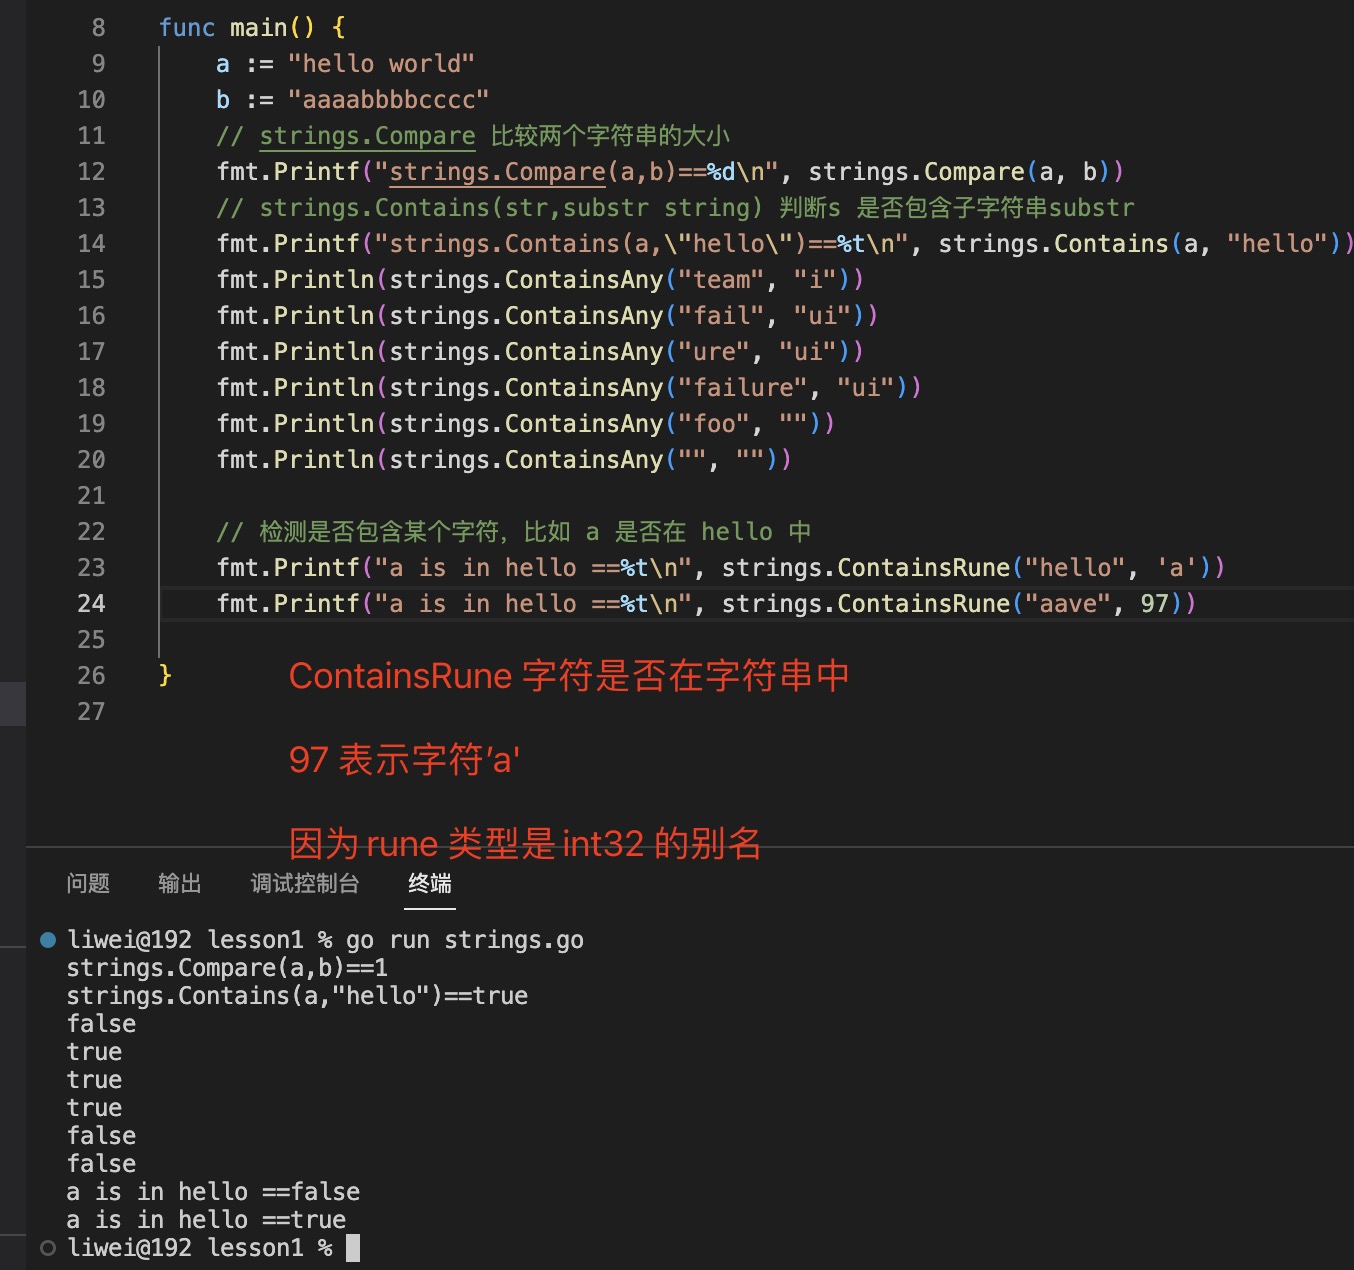 8 func main() {
9 a := "hello world"
10 b := "aaaabbbbcccc"
11 // strings.Compare 比较两个字符串的大小
12 fmt.Printf("strings.Compare(a,b)==%d\n", strings.Compare(a, b))
13 // strings.Contains(str,substr string) 判断s 是否包含子字符串substr
14 fmt.Printf("strings.Contains(a,\"hello\")==%t\n", strings.Contains(a, "hello"))
15 fmt.Println(strings.ContainsAny("team", "i"))
16 fmt.Println(strings.ContainsAny("fail", "ui"))
17 fmt.Println(strings.ContainsAny("ure", "ui"))
18 fmt.Println(strings.ContainsAny("failure", "ui"))
19 fmt.Println(strings.ContainsAny("foo", ""))
20 fmt.Println(strings.ContainsAny("", ""))
21
22 // 检测是否包含某个字符，比如 a 是否在 hello 中
23 fmt.Printf("a is in hello ==%t\n", strings.ContainsRune("hello", 'a'))
24 fmt.Printf("a is in hello ==%t\n", strings.ContainsRune("aave", 97))
25
26 }
ContainsRune 字符是否在字符串中
27
97 表示字符'a'
因为 rune 类型是 int32 的别名
问题 输出 调试控制台 终端
liwei@192 lesson1 % go run strings.go
strings.Compare(a,b)==1
strings.Contains(a,"hello")==true
false
true
true
true
false
false
a is in hello ==false
a is in hello ==true
liwei@192 lesson1 %